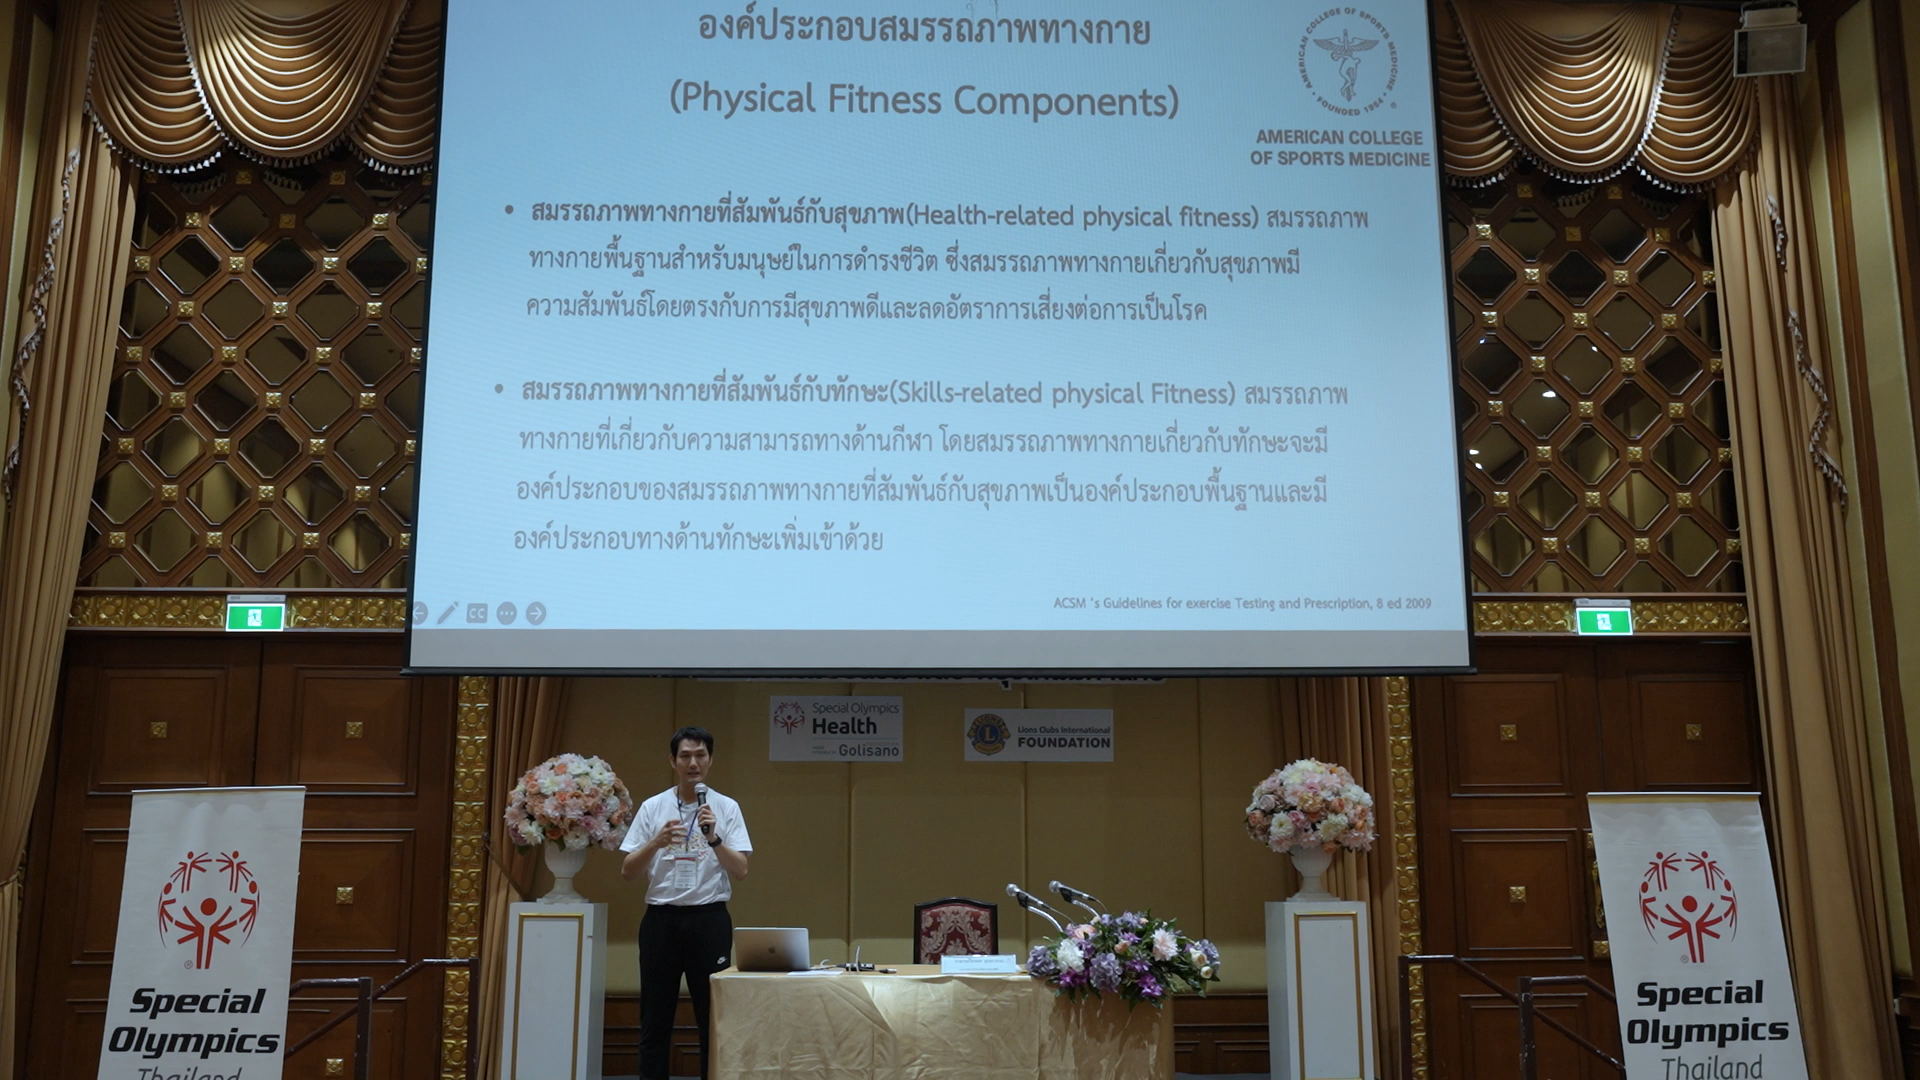 องค์ประกอบสมรรถภาพทางกาย
(Physical Fitness Components)
AMERICAN COLLEGE OF SPORTS MEDICINE
FOUNDED 1954
®
AMERICAN COLLEGE
OF SPORTS MEDICINE
• สมรรถภาพทางกายที่สัมพันธ์กับสุขภาพ(Health-related physical fitness) สมรรถภาพ
ทางกายพื้นฐานสำหรับมนุษย์ในการดำรงชีวิต ซึ่งสมรรถภาพทางกายเกี่ยวกับสุขภาพมี
ความสัมพันธ์โดยตรงกับการมีสุขภาพดีและลดอัตราการเสี่ยงต่อการเป็นโรค
• สมรรถภาพทางกายที่สัมพันธ์กับทักษะ(Skills-related physical Fitness) สมรรถภาพ
ทางกายที่เกี่ยวกับความสามารถทางด้านกีฬา โดยสมรรถภาพทางกายเกี่ยวกับทักษะจะมี
องค์ประกอบของสมรรถภาพทางกายที่สัมพันธ์กับสุขภาพเป็นองค์ประกอบพื้นฐานและมี
องค์ประกอบทางด้านทักษะเพิ่มเข้าด้วย
ACSM 's Guidelines for exercise Testing and Prescription, 8 ed 2009
CC
Special Olympics
Health
Golisano
Lions Clubs International
FOUNDATION
L
Special
Olympics
Thailand
Special
Olympics
Thailand